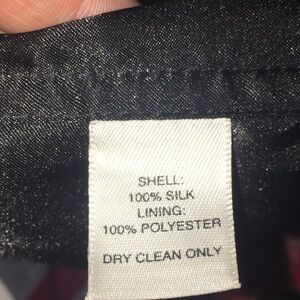 SHELL:
100% SILK
LINING:
100% POLYESTER
DRY CLEAN ONLY